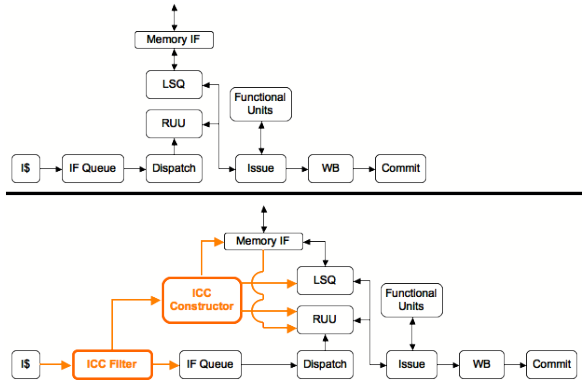 Memory IF
LSQ
Functional
Units
RUU
I$
IF Queue
Dispatch
Issue
WB
Commit
Memory IF
ICC
Constructor
LSQ
Functional
Units
RUU
I$
ICC Filter
IF Queue
Dispatch
Issue
WB
Commit